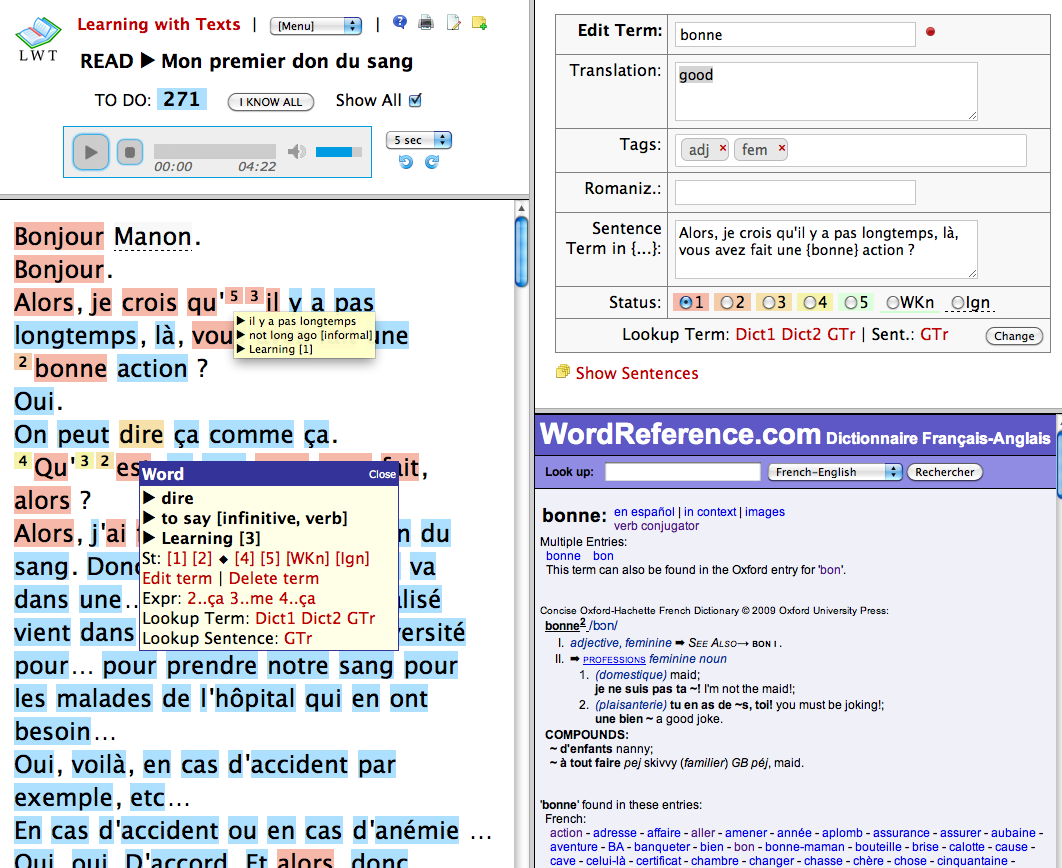 Learning with Texts | [Menu] |
LWT
READ ▶ Mon premier don du sang
TO DO: 271 I KNOW ALL Show All
00:00 04:22
5 sec
Bonjour Manon.
Bonjour.
Alors, je crois qu'5 3 il y a pas
longtemps, là, vou une
2 bonne action ?
Oui.
On peut dire ça comme ça.
4 Qu'3 2 es ait,
alors ?
Alors, j'ai n du
sang. Donc va
dans une.. alisé
vient dans versité
pour... pour prendre notre sang pour
les malades de l'hôpital qui en ont
besoin...
Oui, voilà, en cas d'accident par
exemple, etc...
En cas d'accident ou en cas d'anémie ...
Oui, oui. D'accord. Et alors, donc
▶ il y a pas longtemps
▶ not long ago [informal]
▶ Learning [1]
Word Close
▶ dire
▶ to say [infinitive, verb]
▶ Learning [3]
St: [1] [2] ◆ [4] [5] [WKn] [Ign]
Edit term | Delete term
Expr: 2..ça 3..me 4..ça
Lookup Term: Dict1 Dict2 GTr
Lookup Sentence: GTr
Edit Term: bonne
Translation: good
Tags: adj × fem ×
Romaniz.:
Sentence
Term in {...}:
Alors, je crois qu'il y a pas longtemps, là,
vous avez fait une {bonne} action ?
Status: 1 2 3 4 5 WKn Ign
Lookup Term: Dict1 Dict2 GTr | Sent.: GTr Change
Show Sentences
WordReference.com Dictionnaire Français-Anglais
Look up: French-English Rechercher
bonne: en español | in context | images
verb conjugator
Multiple Entries:
bonne bon
This term can also be found in the Oxford entry for 'bon'.
Concise Oxford-Hachette French Dictionary © 2009 Oxford University Press:
bonne2 /bɔn/
I. adjective, feminine ➡ SEE ALSO→ BON I .
II. ➡ PROFESSIONS feminine noun
1. (domestique) maid;
je ne suis pas ta ~! I'm not the maid!;
2. (plaisanterie) tu en as de ~s, toi! you must be joking!;
une bien ~ a good joke.
COMPOUNDS:
~ d'enfants nanny;
~ à tout faire pej skivvy (familier) GB péj, maid.
'bonne' found in these entries:
French:
action - adresse - affaire - aller - amener - année - aplomb - assurance - assurer - aubaine -
aventure - BA - banqueter - bien - bon - bonne-maman - bouteille - brise - calotte - cause -
cave - celui-là - certificat - chambre - changer - chasse - chère - chose - cinquantaine -